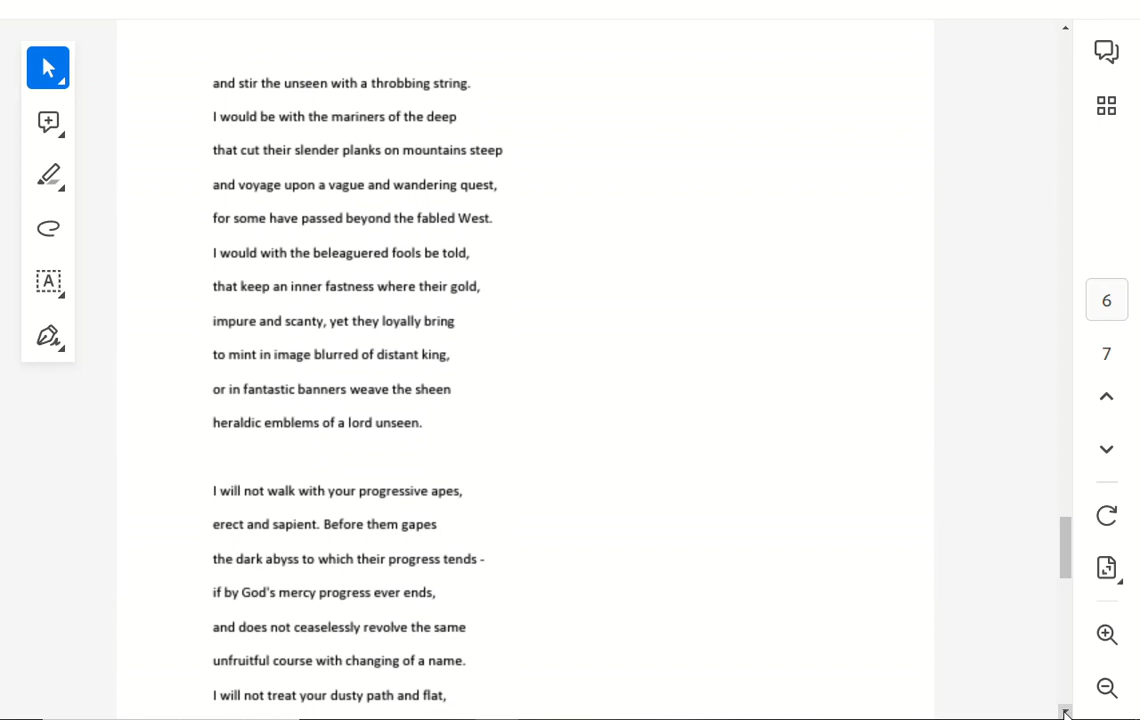 and stir the unseen with a throbbing string.
I would be with the mariners of the deep
that cut their slender planks on mountains steep
and voyage upon a vague and wandering quest,
for some have passed beyond the fabled West.
I would with the beleaguered fools be told,
that keep an inner fastness where their gold,
impure and scanty, yet they loyally bring
to mint in image blurred of distant king,
or in fantastic banners weave the sheen
heraldic emblems of a lord unseen.
I will not walk with your progressive apes,
erect and sapient. Before them gapes
the dark abyss to which their progress tends -
if by God's mercy progress ever ends,
and does not ceaselessly revolve the same
unfruitful course with changing of a name.
I will not treat your dusty path and flat,
6
7